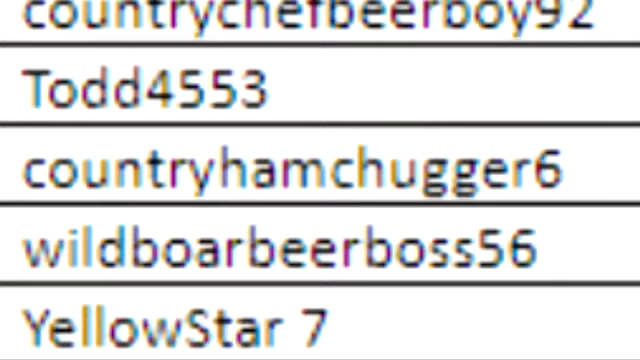 countrychefbeerboy92
Todd4553
countryhamchugger6
wildboarbeerboss56
YellowStar 7